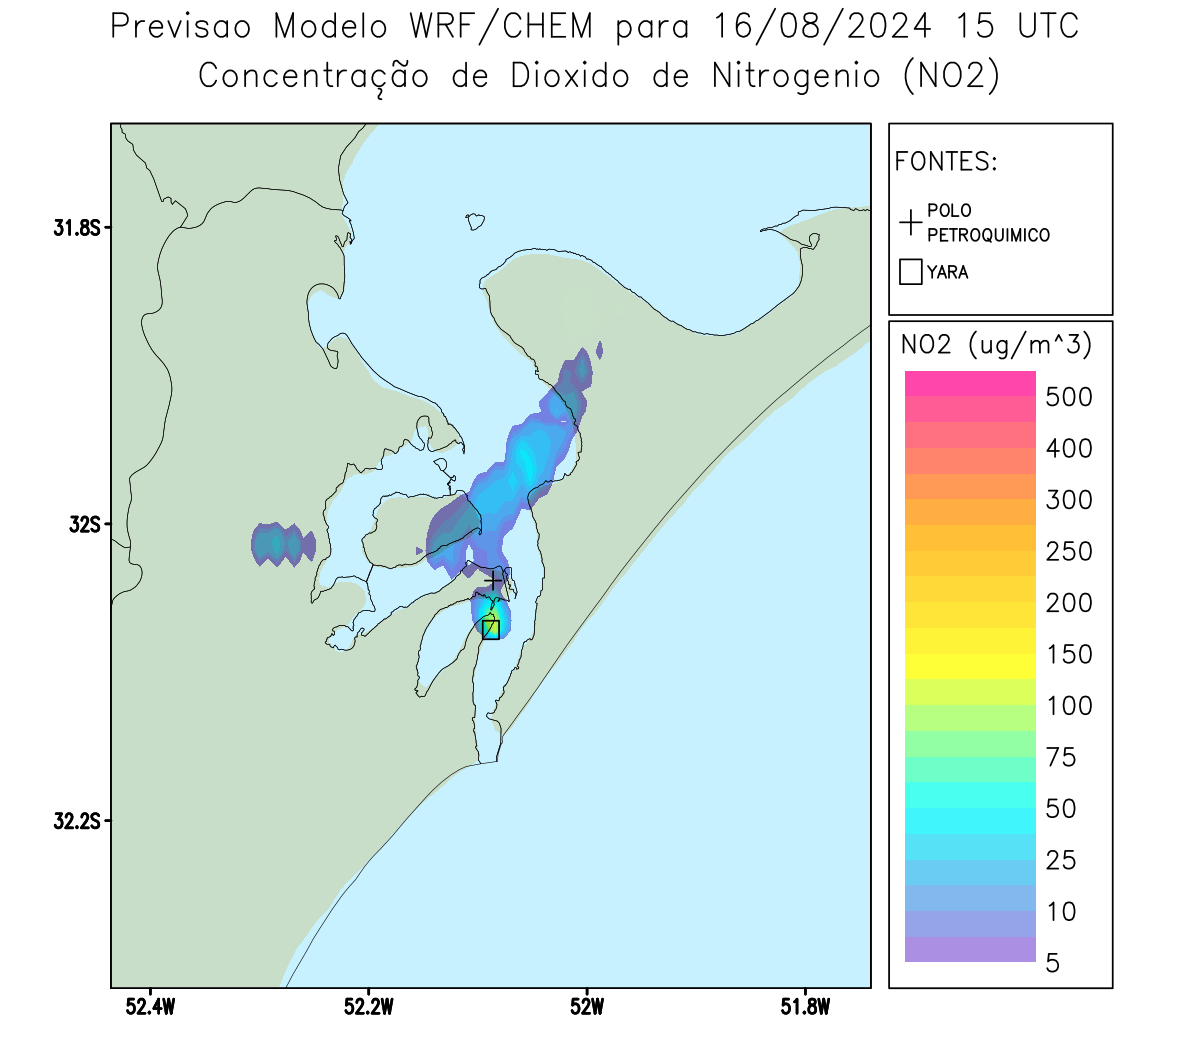 Previsao Modelo WRF/CHEM para 16/08/2024 15 UTC
Concentração de Dioxido de Nitrogenio (NO2)
FONTES:
POLO
PETROQUIMICO
YARA
31.8S
32S
32.2S
52.4W
52.2W
52W
51.8W
NO2 (ug/m^3)
500
400
300
250
200
150
100
75
50
25
10
5